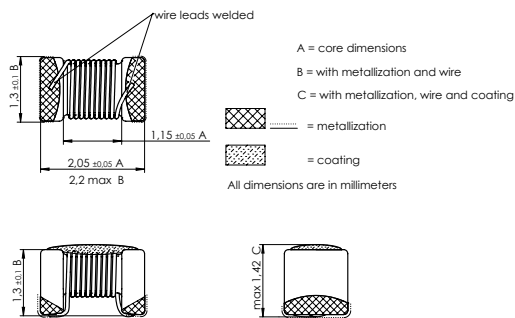 wire leads welded
A = core dimensions
B = with metallization and wire
C = with metallization, wire and coating
= metallization
= coating
All dimensions are in millimeters
1,3 ±0,1 B
1,15 ±0,05 A
2,05 ±0,05 A
2,2 max B
1,3 ±0,1 B
max 1,42 C